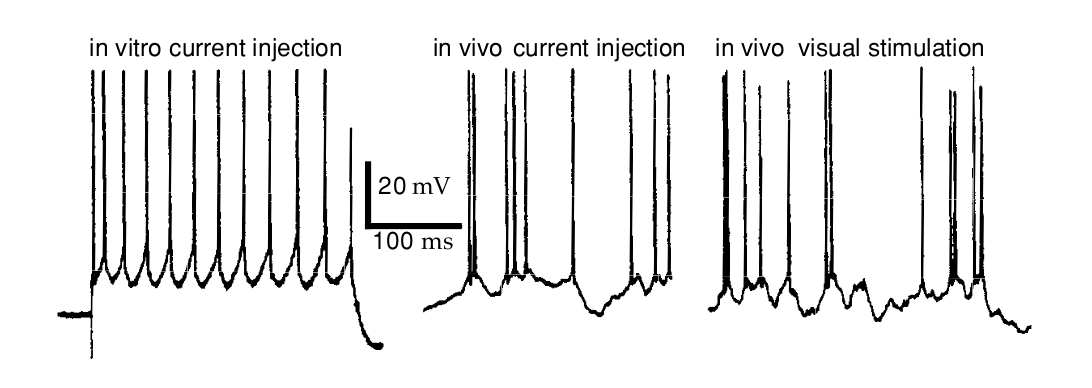 in vitro current injection
in vivo current injection
in vivo visual stimulation
20 mV
100 ms